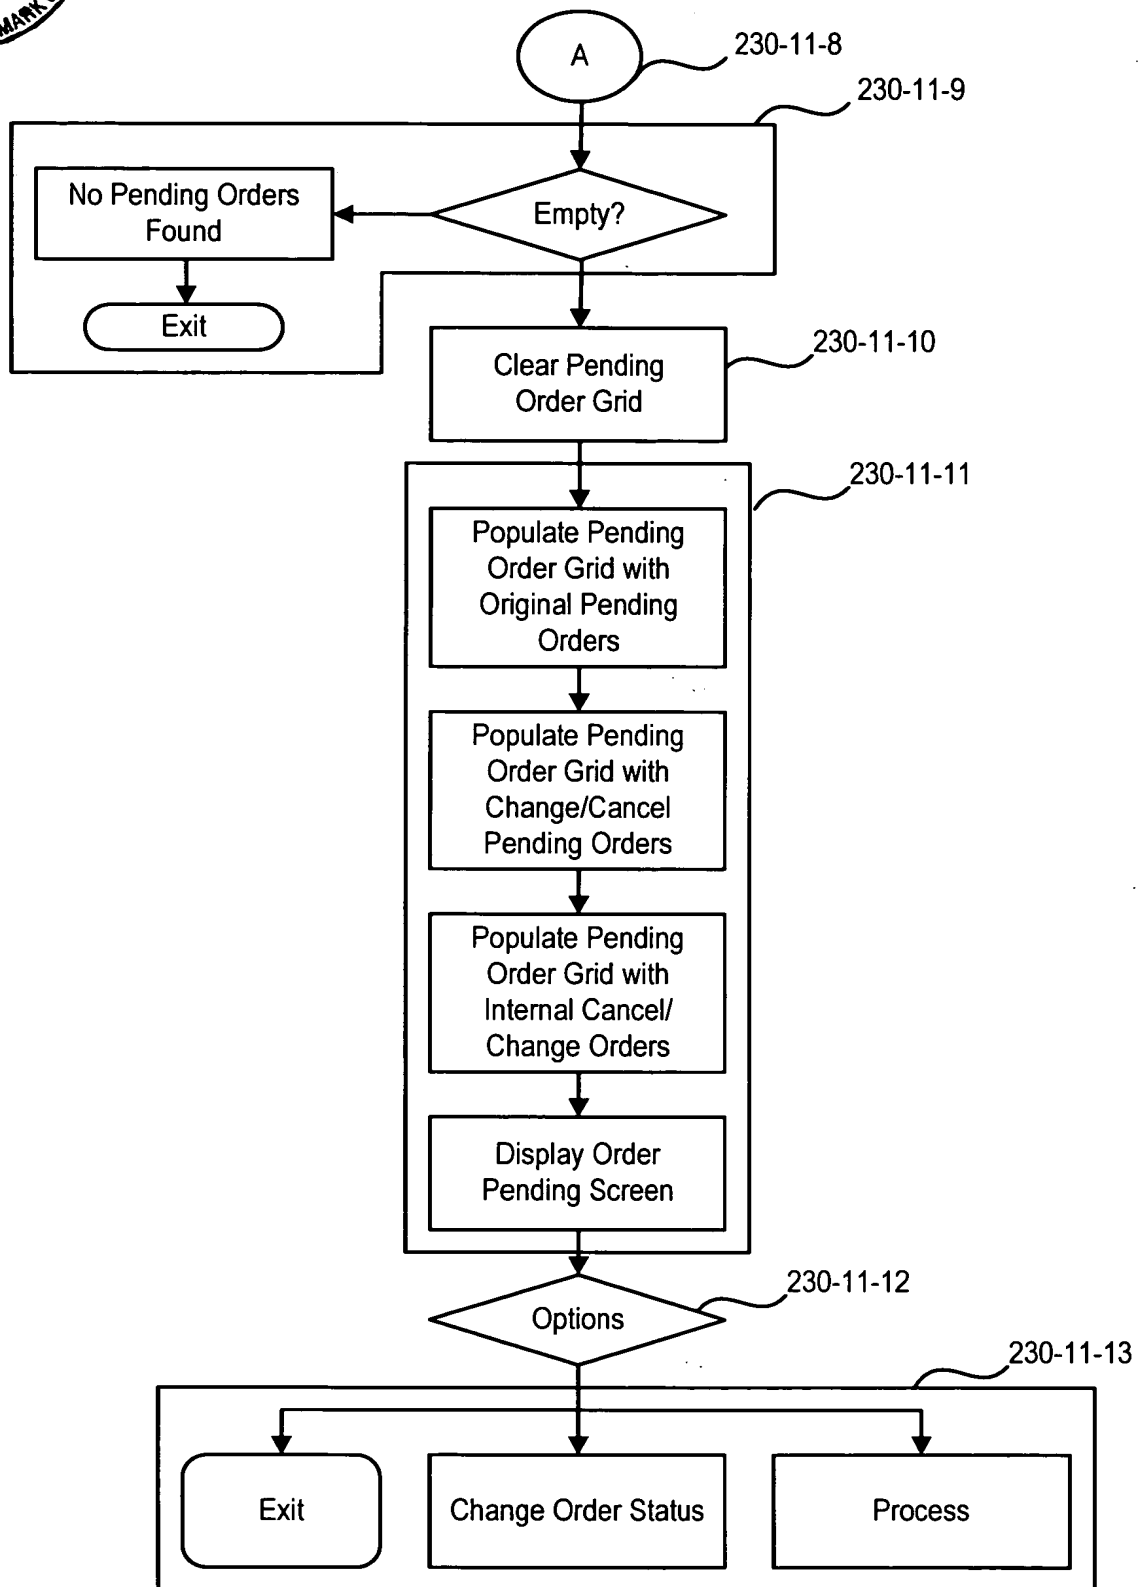 MARK
A
230-11-8
230-11-9
No Pending Orders
Found
Empty?
Exit
Clear Pending
Order Grid
230-11-10
230-11-11
Populate Pending
Order Grid with
Original Pending
Orders
Populate Pending
Order Grid with
Change/Cancel
Pending Orders
Populate Pending
Order Grid with
Internal Cancel/
Change Orders
Display Order
Pending Screen
230-11-12
Options
230-11-13
Exit
Change Order Status
Process